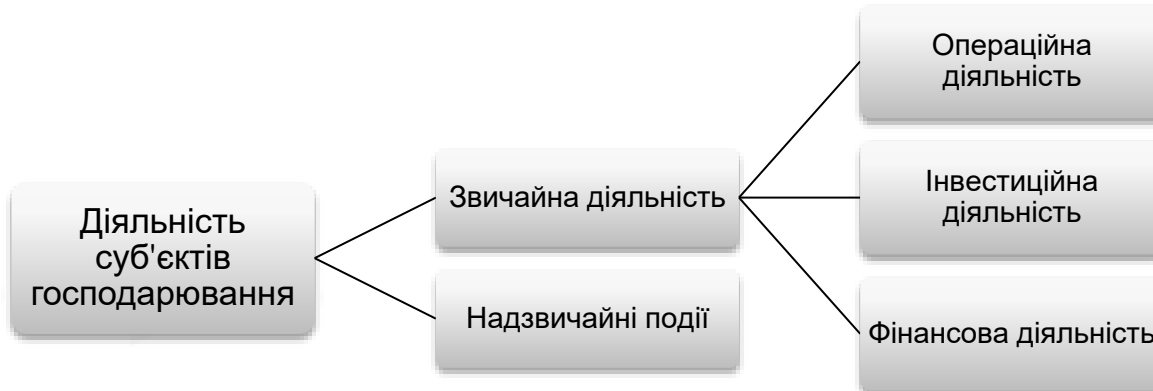 Діяльність
суб'єктів
господарювання
Звичайна діяльність
Надзвичайні події
Операційна
діяльність
Інвестиційна
діяльність
Фінансова діяльність